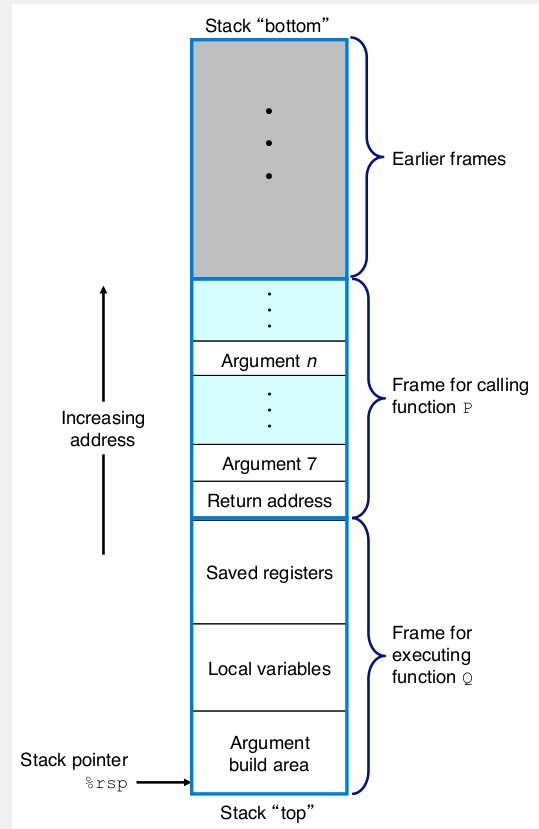 Stack “bottom”
Earlier frames
Argument n
Frame for calling
function P
Increasing
address
Argument 7
Return address
Saved registers
Frame for
executing
function Q
Local variables
Argument
build area
Stack pointer
%rsp
Stack “top”